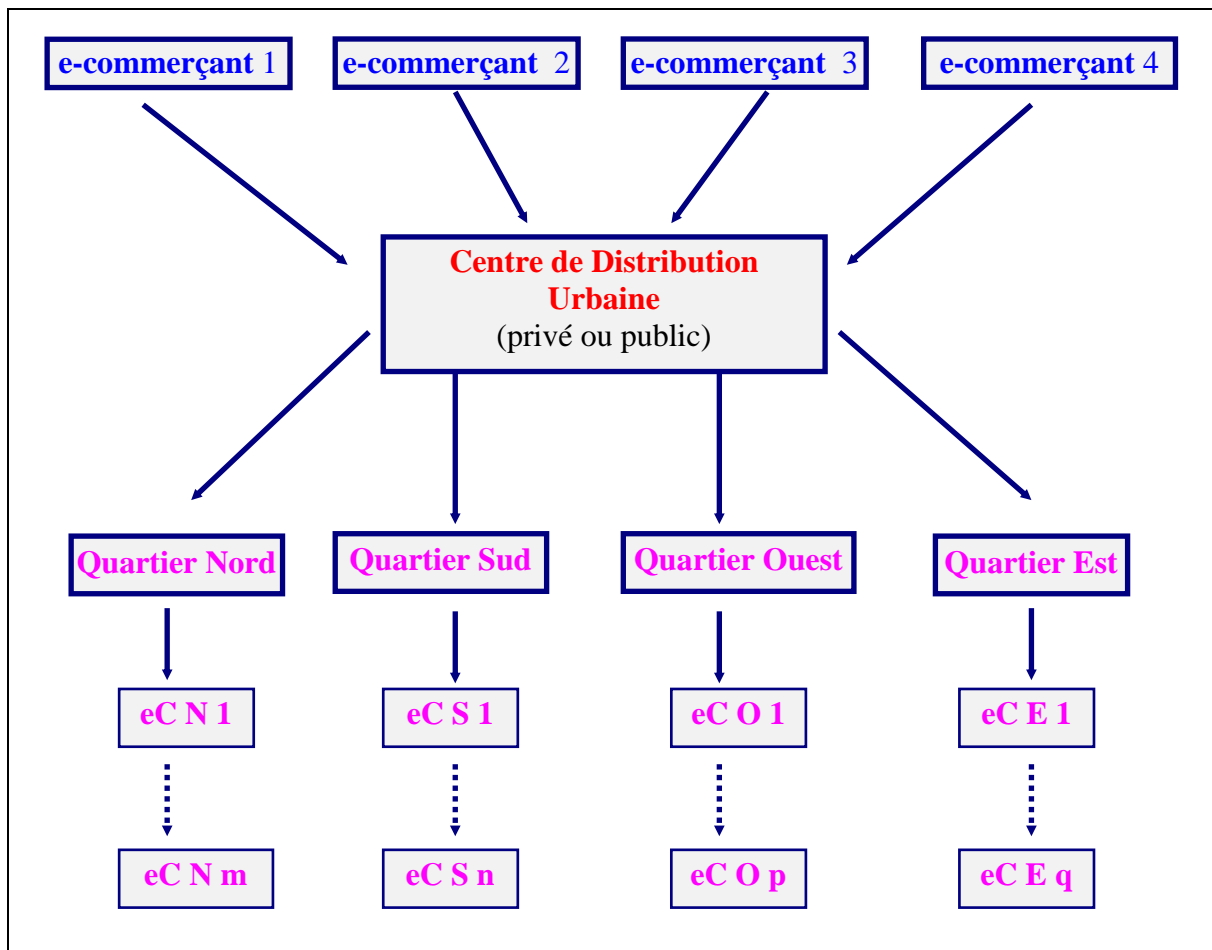 e-commerçant 1
e-commerçant 2
e-commerçant 3
e-commerçant 4
Centre de Distribution
Urbaine
(privé ou public)
Quartier Nord
Quartier Sud
Quartier Ouest
Quartier Est
eC N 1
eC S 1
eC O 1
eC E 1
eC N m
eC S n
eC O p
eC E q